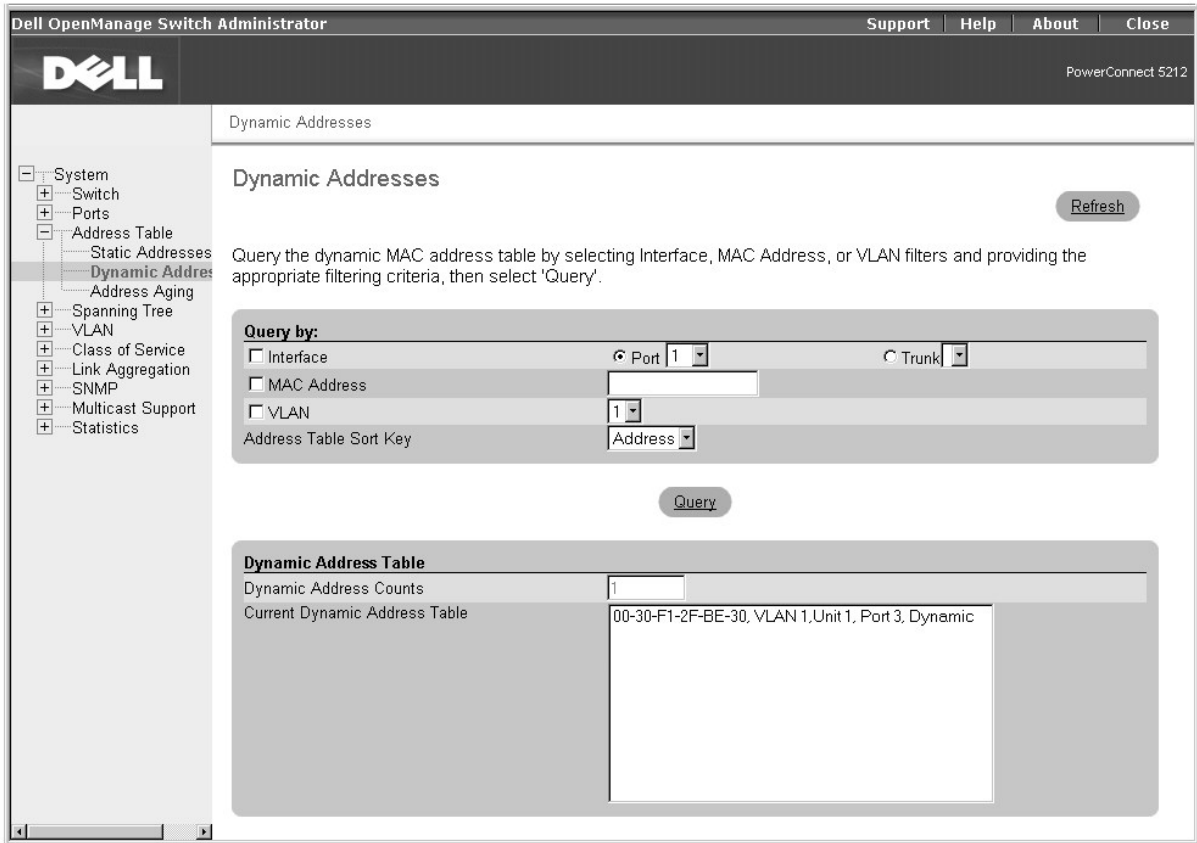 Dell OpenManage Switch Administrator
Support | Help | About | Close
DELL
PowerConnect 5212
Dynamic Addresses
System
Switch
Ports
Address Table
Static Addresses
Dynamic Addres
Address Aging
Spanning Tree
VLAN
Class of Service
Link Aggregation
SNMP
Multicast Support
Statistics
Dynamic Addresses
Refresh
Query the dynamic MAC address table by selecting Interface, MAC Address, or VLAN filters and providing the
appropriate filtering criteria, then select 'Query'.
Query by:
Interface Port 1 Trunk
MAC Address
VLAN 1
Address Table Sort Key Address
Query
Dynamic Address Table
Dynamic Address Counts 1
Current Dynamic Address Table 00-30-F1-2F-BE-30, VLAN 1,Unit 1, Port 3, Dynamic